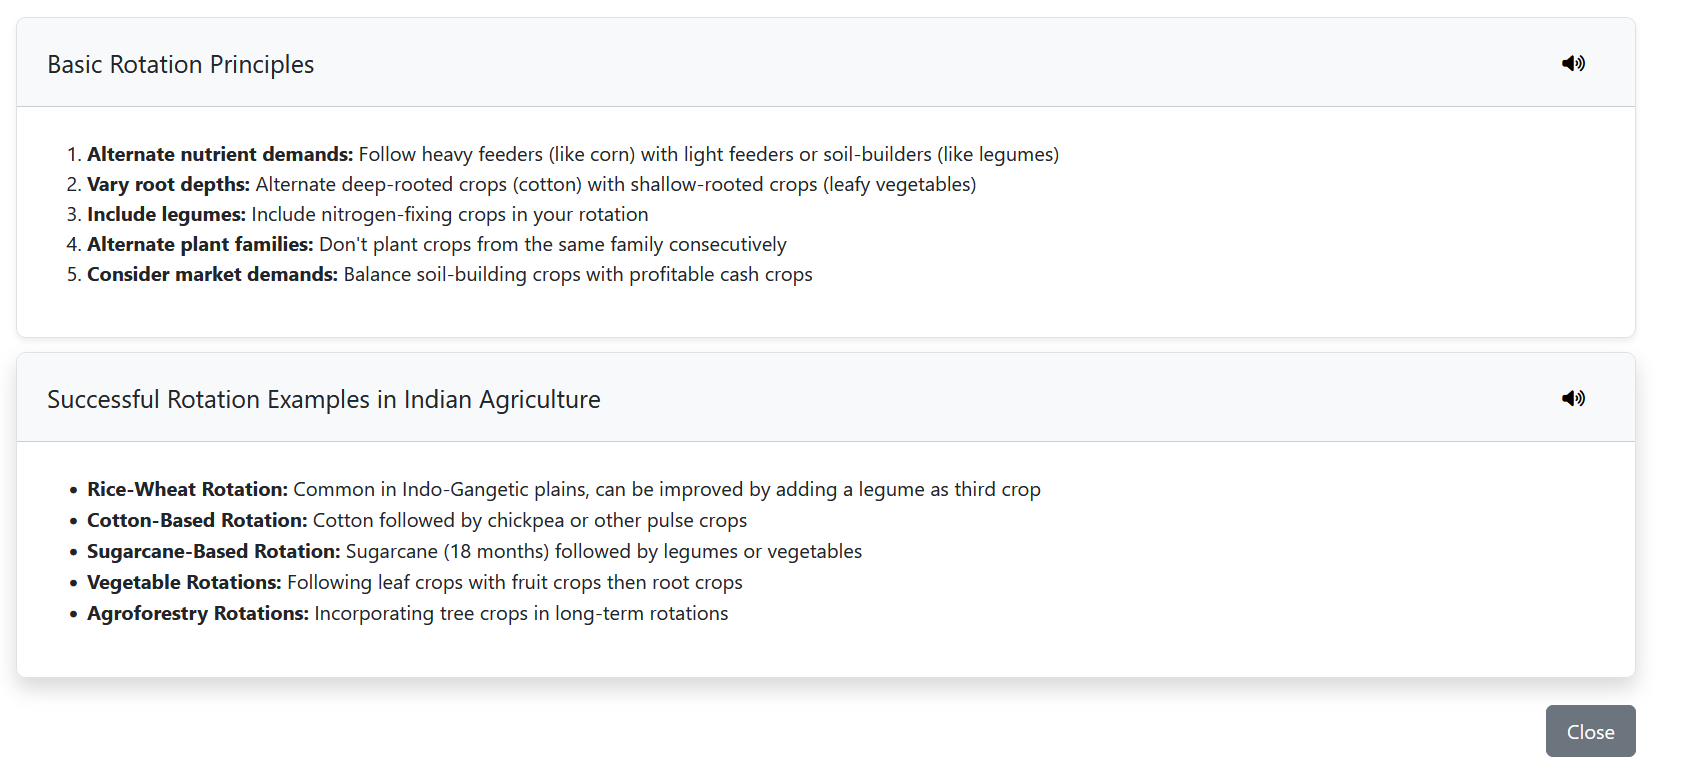 Basic Rotation Principles
1. Alternate nutrient demands: Follow heavy feeders (like corn) with light feeders or soil-builders (like legumes)
2. Vary root depths: Alternate deep-rooted crops (cotton) with shallow-rooted crops (leafy vegetables)
3. Include legumes: Include nitrogen-fixing crops in your rotation
4. Alternate plant families: Don't plant crops from the same family consecutively
5. Consider market demands: Balance soil-building crops with profitable cash crops
Successful Rotation Examples in Indian Agriculture
• Rice-Wheat Rotation: Common in Indo-Gangetic plains, can be improved by adding a legume as third crop
• Cotton-Based Rotation: Cotton followed by chickpea or other pulse crops
• Sugarcane-Based Rotation: Sugarcane (18 months) followed by legumes or vegetables
• Vegetable Rotations: Following leaf crops with fruit crops then root crops
• Agroforestry Rotations: Incorporating tree crops in long-term rotations
Close